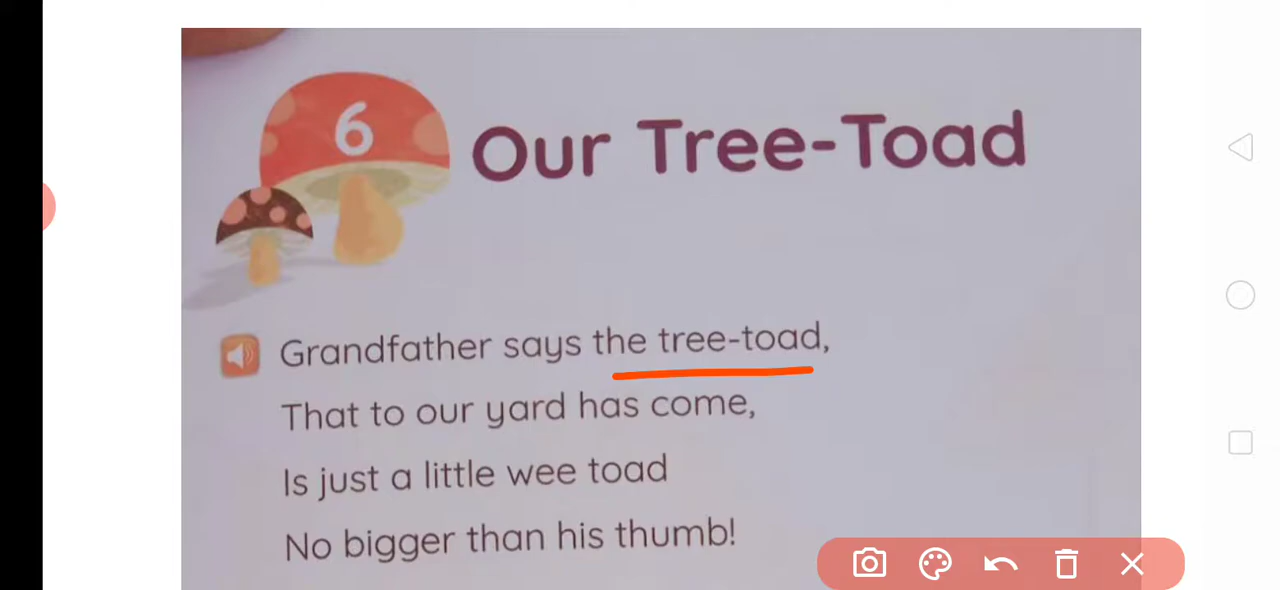 6
Our Tree-Toad
Grandfather says the tree-toad,
That to our yard has come,
Is just a little wee toad
No bigger than his thumb!